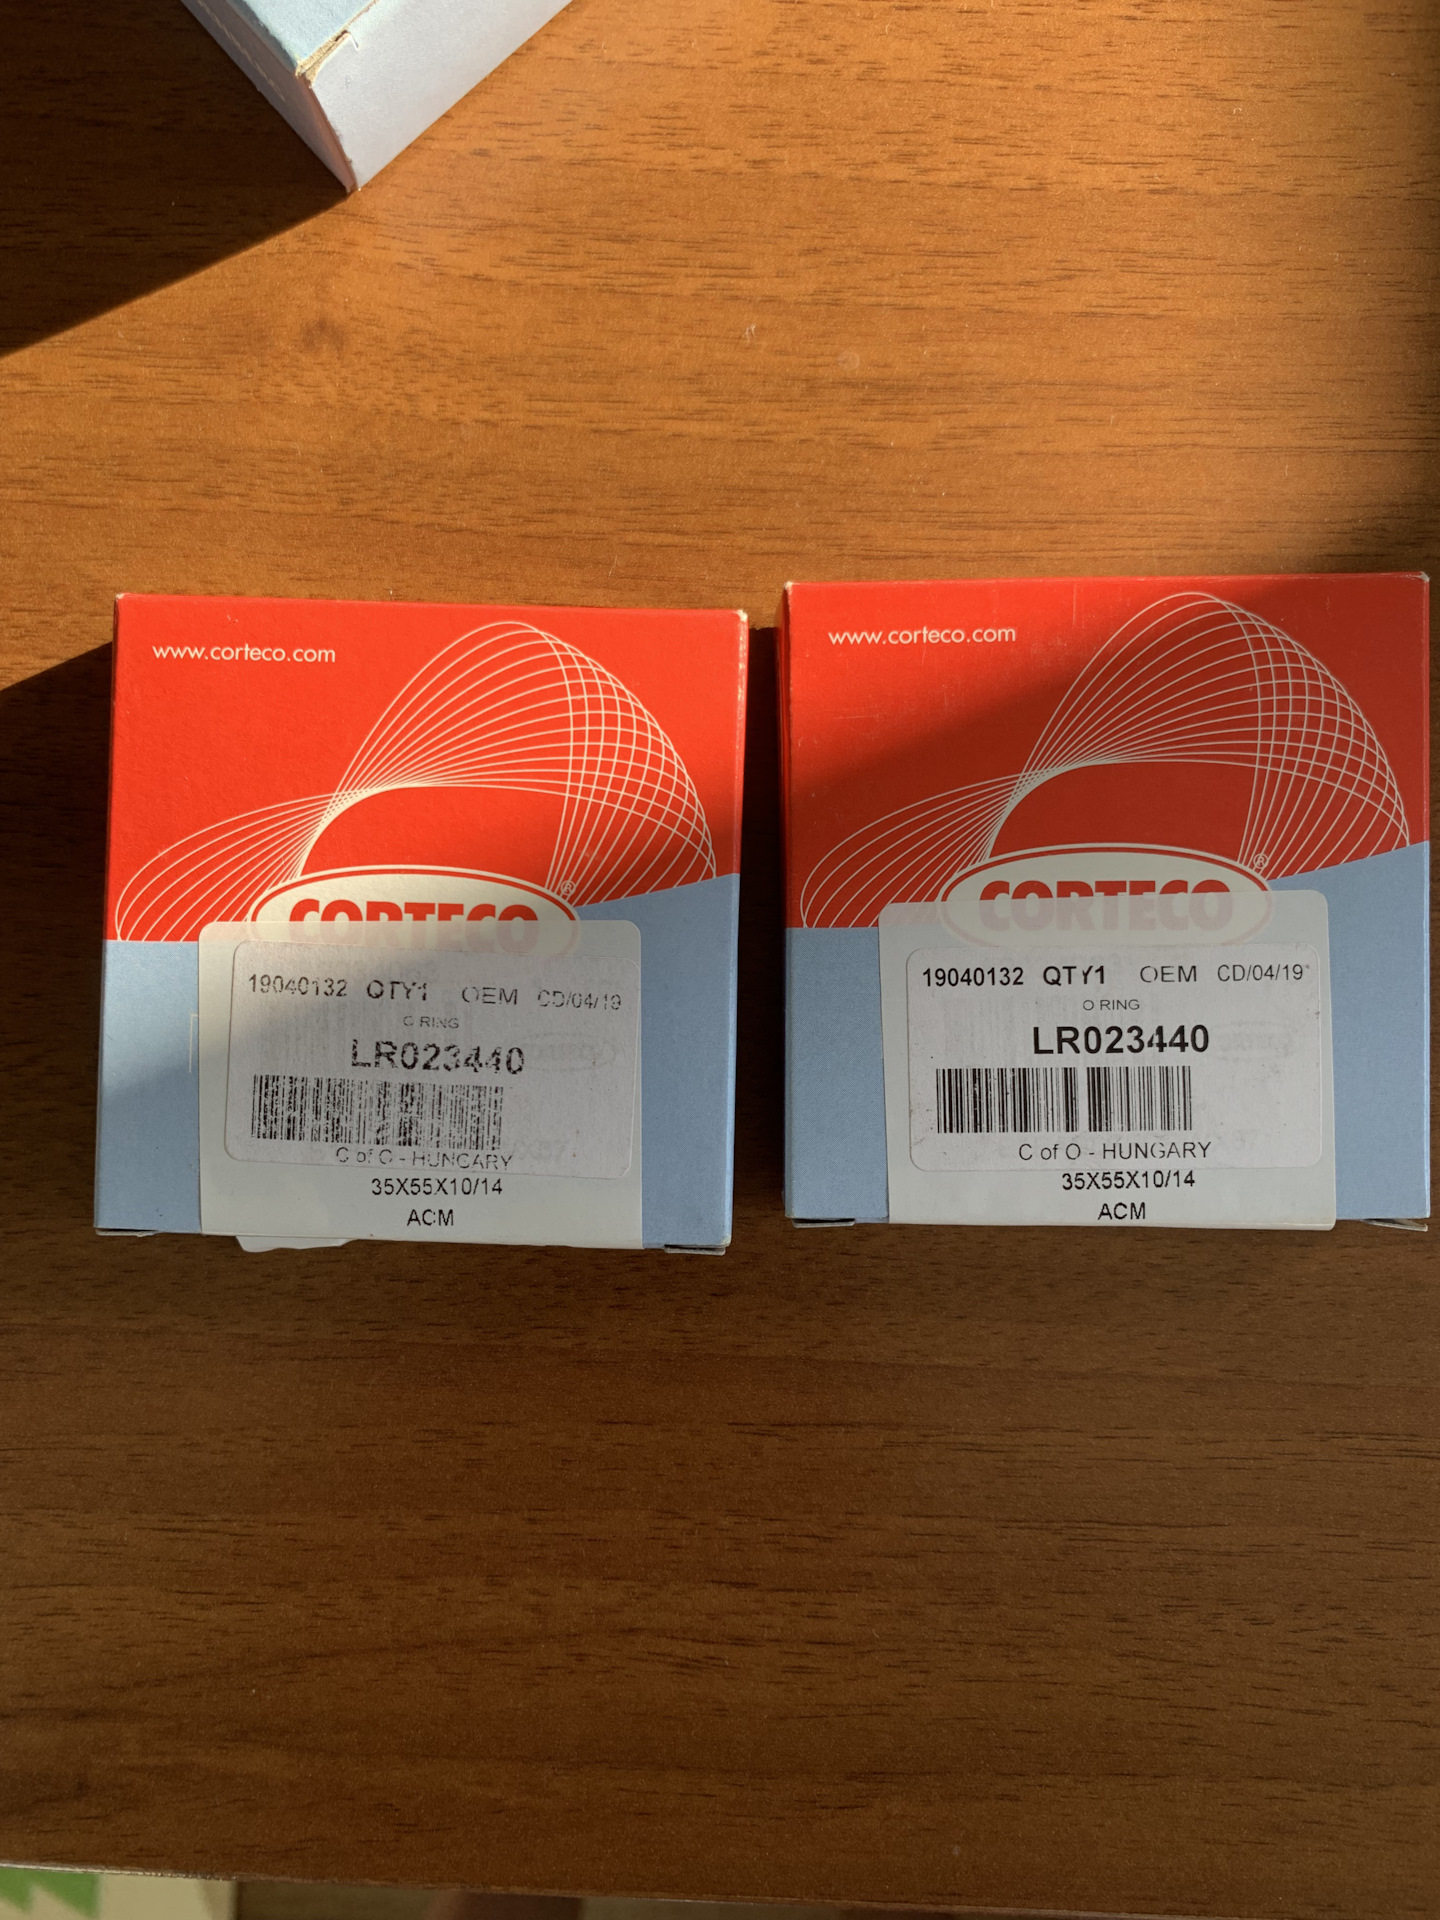 www.corteco.com
CORTECO®
19040132 QTY1 OEM CD/04/19
O RING
LR023440
C of O - HUNGARY
35X55X10/14
ACM
www.corteco.com
CORTECO®
19040132 QTY1 OEM CD/04/19
O RING
LR023440
C of O - HUNGARY
35X55X10/14
ACM